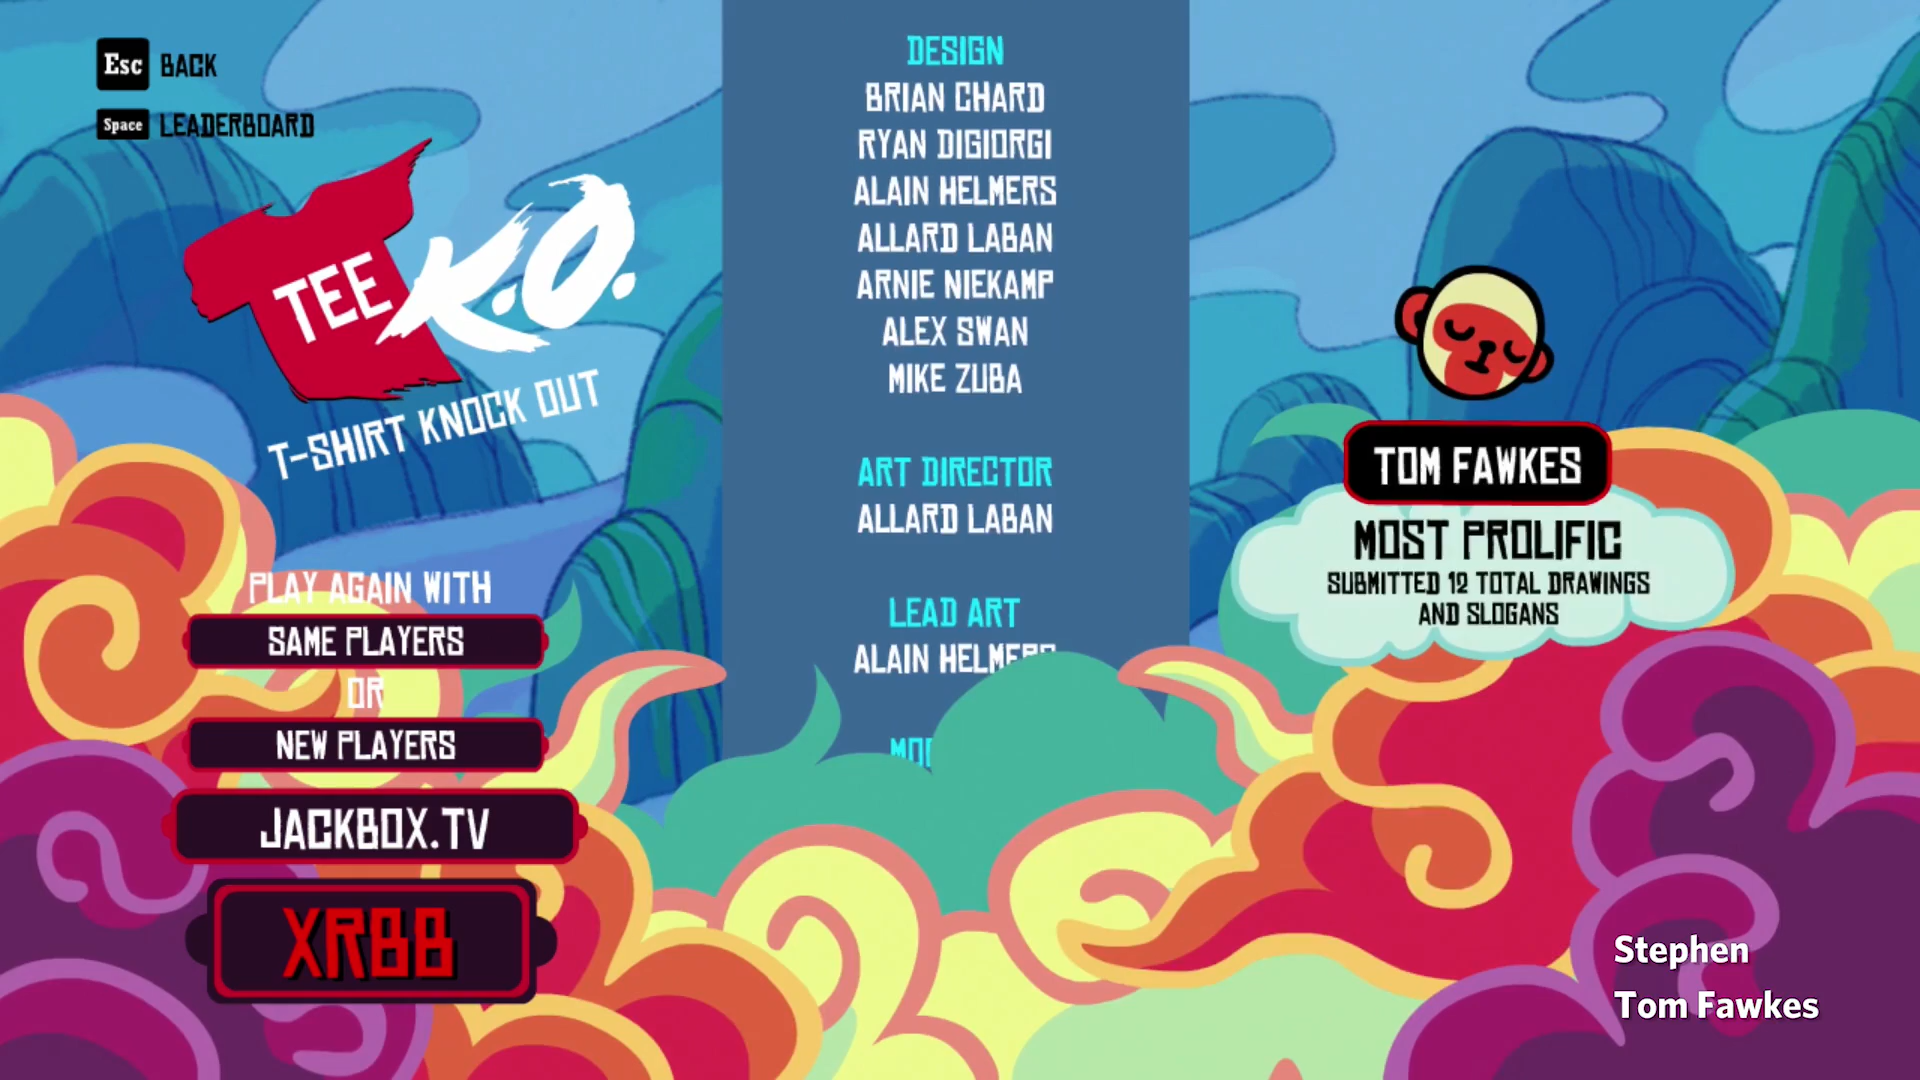 Esc BACK
Space LEADERBOARD
TEE K.O.
T-SHIRT KNOCK OUT
PLAY AGAIN WITH
SAME PLAYERS
OR
NEW PLAYERS
JACKBOX.TV
XRBB
DESIGN
BRIAN CHARD
RYAN DIGIORGI
ALAIN HELMERS
ALLARD LABAN
ARNIE NIEKAMP
ALEX SWAN
MIKE ZUBA
ART DIRECTOR
ALLARD LABAN
LEAD ART
ALAIN HELMERS
TOM FAWKES
MOST PROLIFIC
SUBMITTED 12 TOTAL DRAWINGS
AND SLOGANS
Stephen
Tom Fawkes